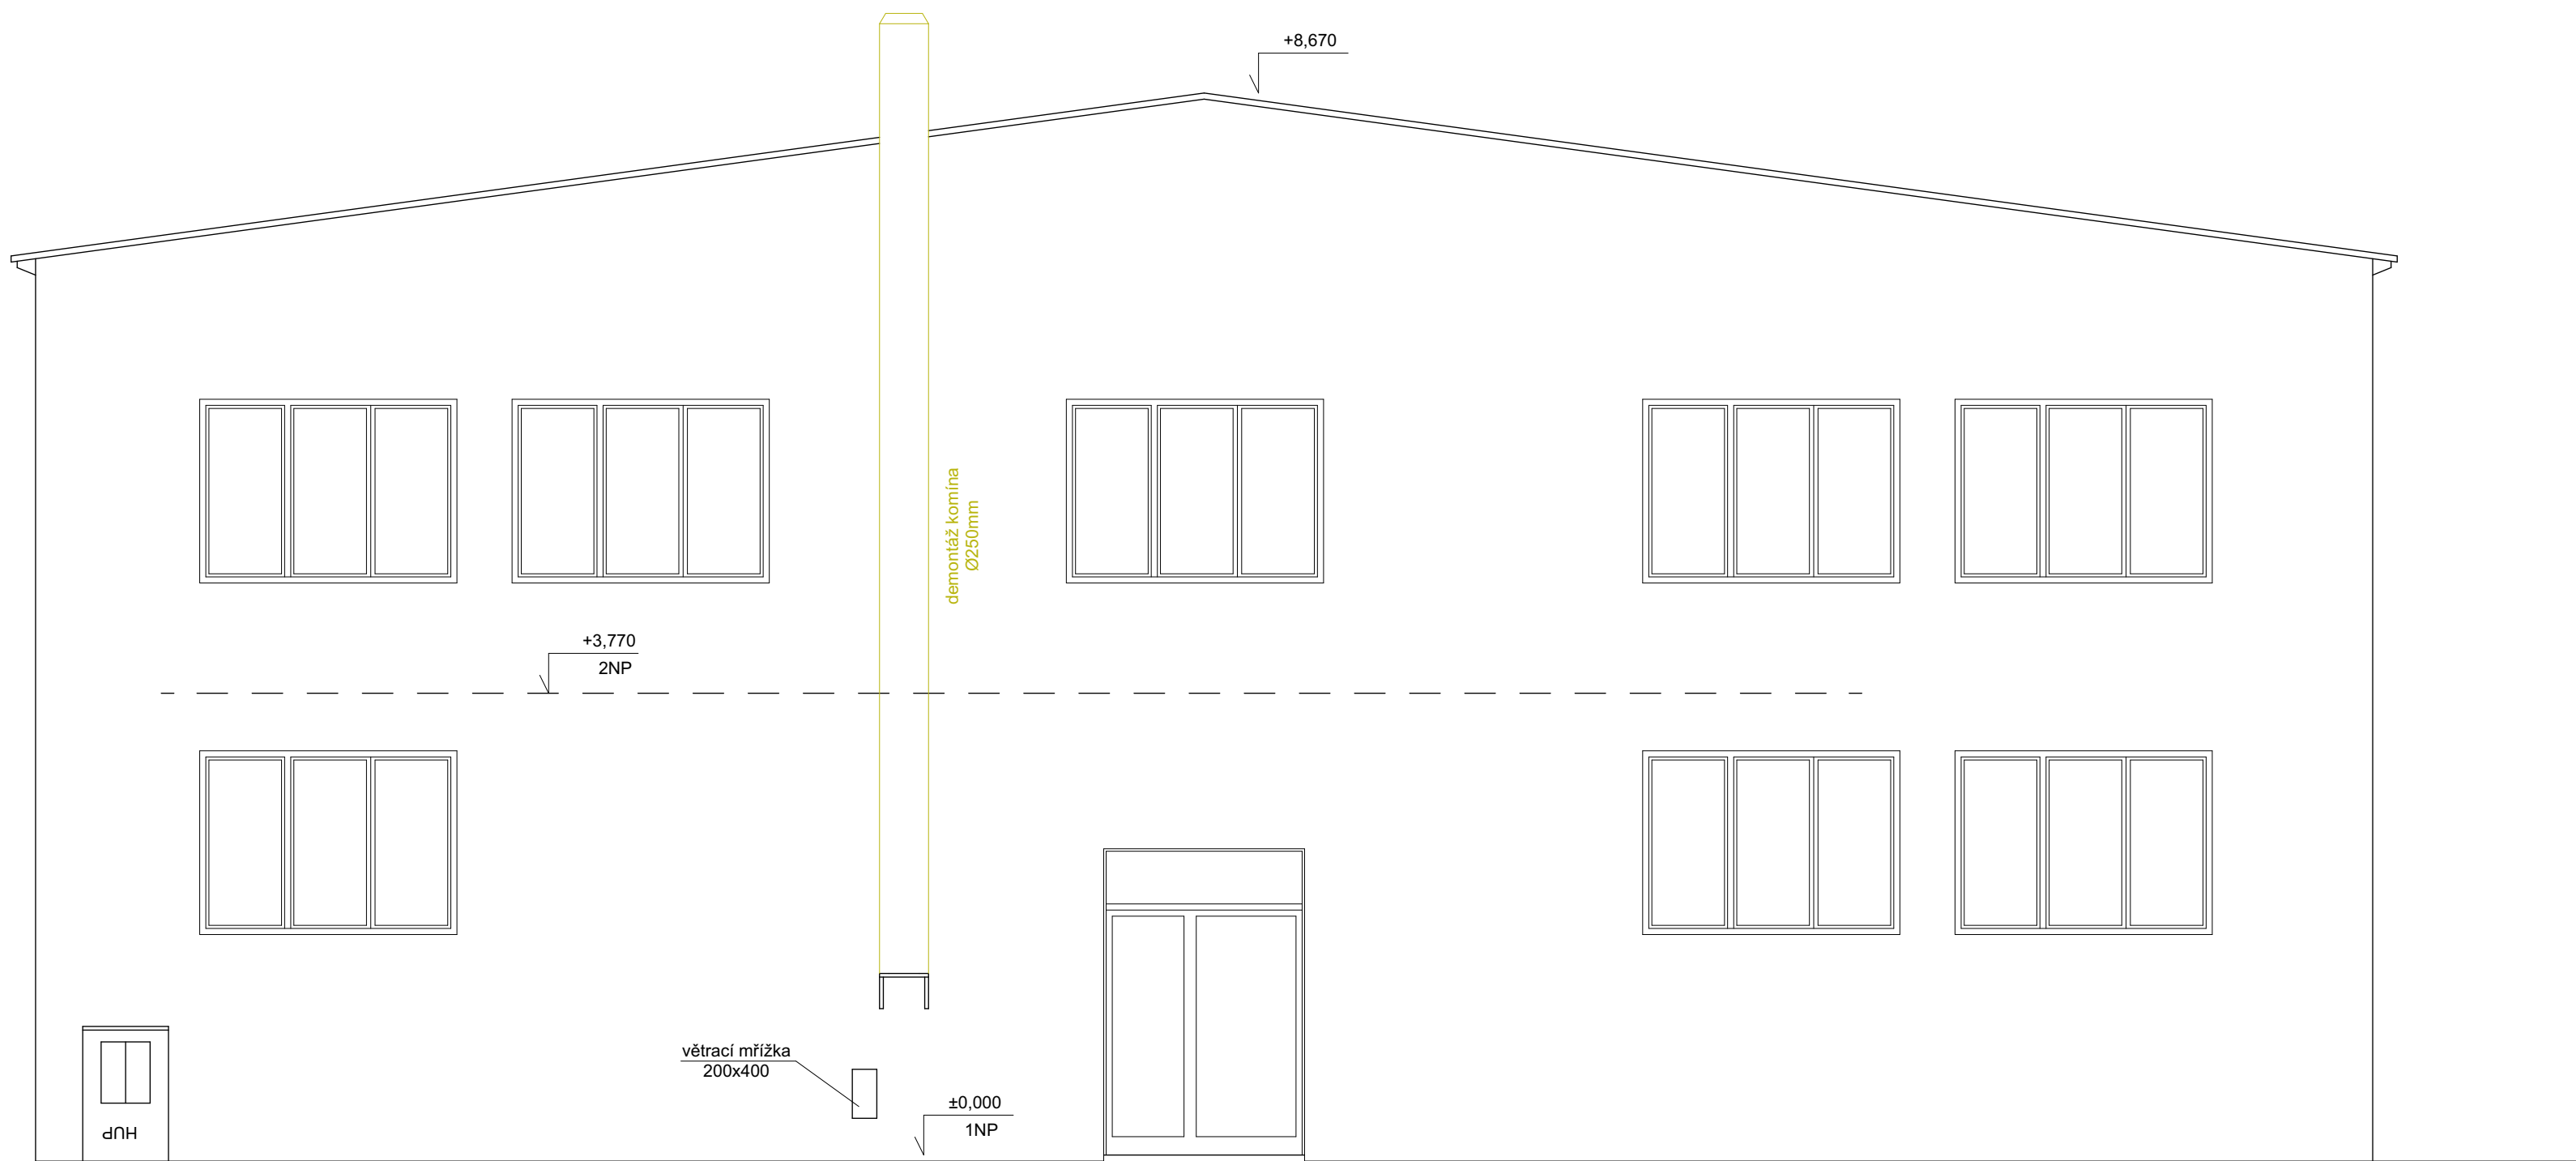 +8,670
demontáž komína
Ø250mm
+3,770
2NP
větrací mřížka
200x400
±0,000
1NP
HUP